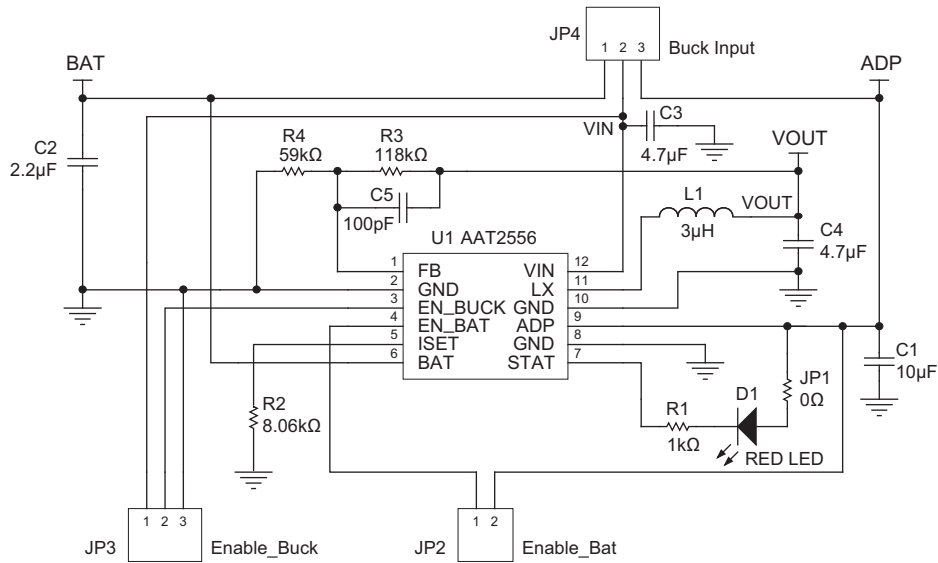 JP4
1 2 3
Buck Input
BAT
ADP
C3
VIN
4.7µF
R4
59kΩ
R3
118kΩ
VOUT
C2
2.2µF
C5
100pF
L1
3µH
VOUT
C4
4.7µF
U1 AAT2556
1 FB VIN 12
2 GND LX 11
3 EN_BUCK GND 10
4 EN_BAT ADP 9
5 ISET GND 8
6 BAT STAT 7
C1
10µF
JP1
0Ω
R2
8.06kΩ
R1
1kΩ
D1
RED LED
1 2 3
JP3
Enable_Buck
1 2
JP2
Enable_Bat